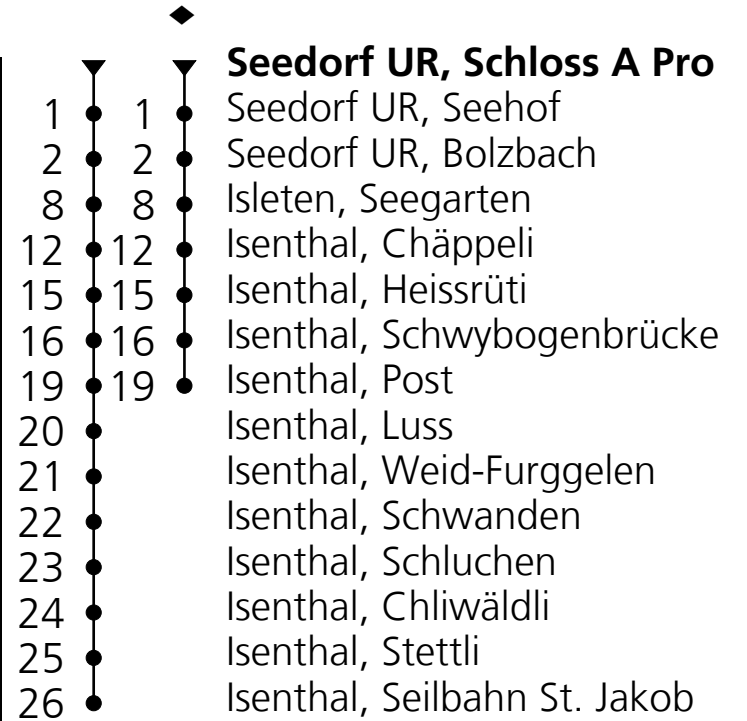 Seedorf UR, Schloss A Pro
1 1 Seedorf UR, Seehof
2 2 Seedorf UR, Bolzbach
8 8 Isleten, Seegarten
12 12 Isenthal, Chäppeli
15 15 Isenthal, Heissrüti
16 16 Isenthal, Schwybogenbrücke
19 19 Isenthal, Post
20 Isenthal, Luss
21 Isenthal, Weid-Furggelen
22 Isenthal, Schwanden
23 Isenthal, Schluchen
24 Isenthal, Chliwäldli
25 Isenthal, Stettli
26 Isenthal, Seilbahn St. Jakob